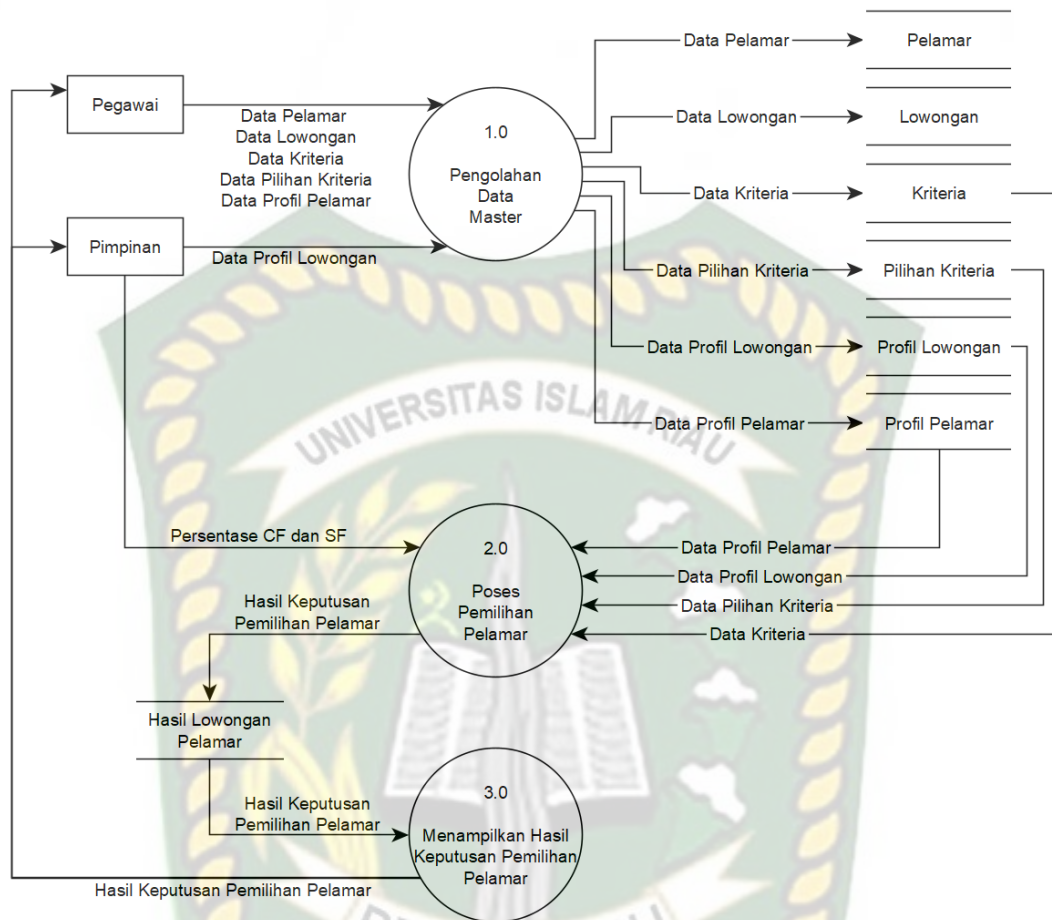 Data Pelamar
Pelamar
Pegawai
Data Pelamar
Data Lowongan
Data Kriteria
Data Pilihan Kriteria
Data Profil Pelamar
1.0
Pengolahan
Data
Master
Data Lowongan
Lowongan
Data Kriteria
Kriteria
Pimpinan
Data Profil Lowongan
Data Pilihan Kriteria
Pilihan Kriteria
Data Profil Lowongan
Profil Lowongan
UNIVERSITAS ISLAM RIAU
Data Profil Pelamar
Profil Pelamar
Persentase CF dan SF
2.0
Poses
Pemilihan
Pelamar
Data Profil Pelamar
Data Profil Lowongan
Data Pilihan Kriteria
Data Kriteria
Hasil Keputusan
Pemilihan Pelamar
Hasil Lowongan
Pelamar
Hasil Keputusan
Pemilihan Pelamar
3.0
Menampilkan Hasil
Keputusan Pemilihan
Pelamar
Hasil Keputusan Pemilihan Pelamar